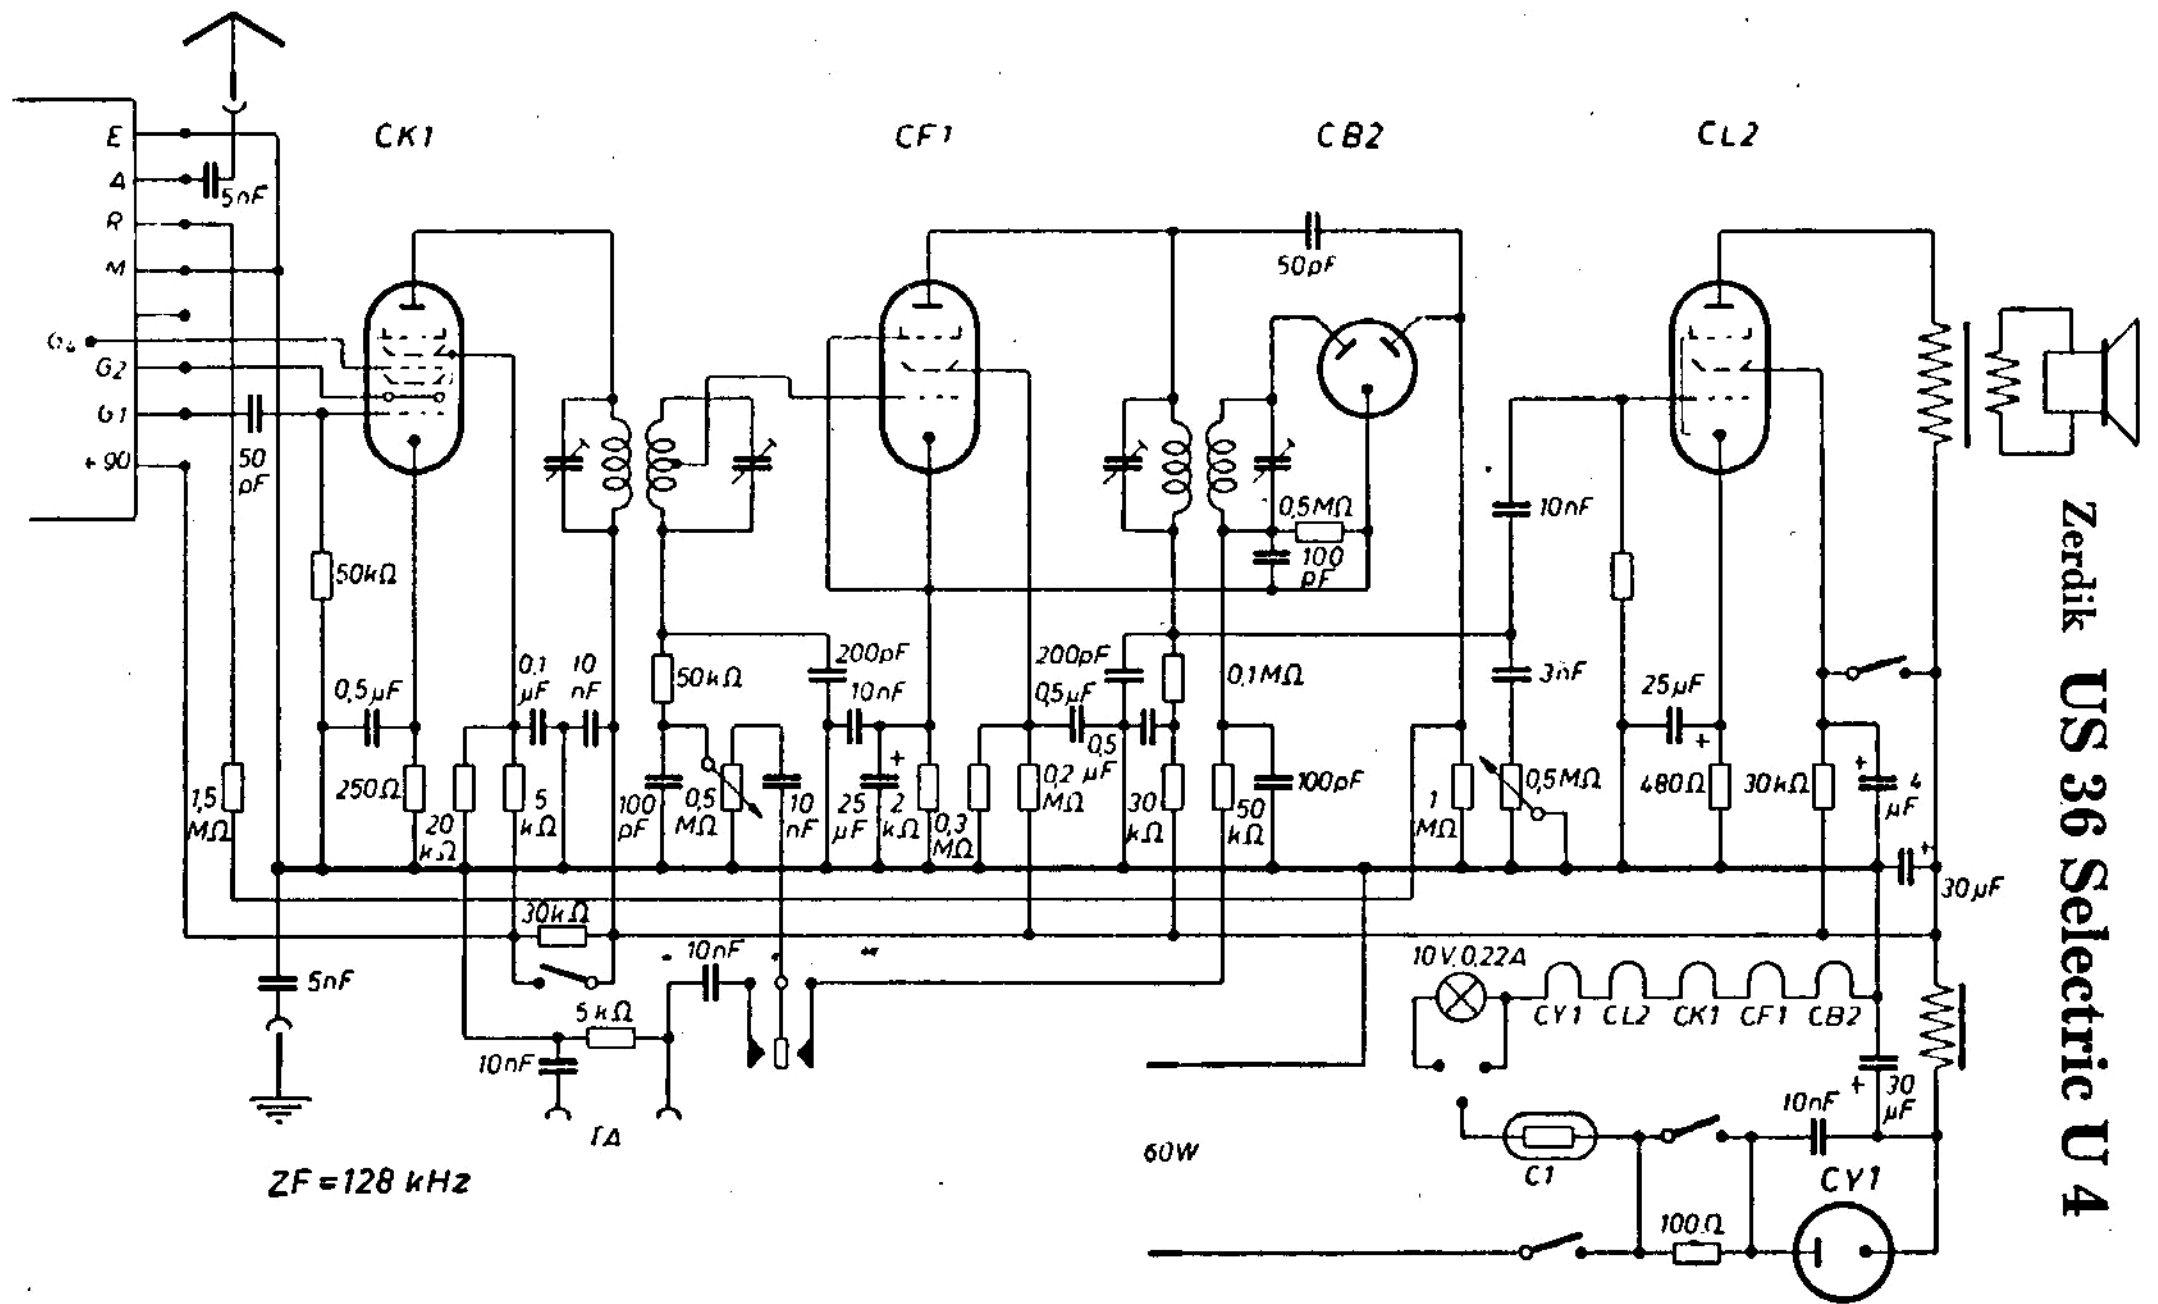 CK1
CF1
CB2
CL2
E
A
5nF
R
M
G4
G2
G1
+90
50
pF
50pF
50kΩ
0,5µF
0,1
µF
10
nF
250Ω
1,5
MΩ
20
kΩ
5
kΩ
50kΩ
200pF
10nF
100
pF
0,5
MΩ
10
nF
25
µF
2
kΩ
0,3
MΩ
0,2
MΩ
200pF
0,5µF
0,5
µF
0,1MΩ
30
kΩ
50
kΩ
100pF
0,5MΩ
100
pF
10nF
3nF
1
MΩ
0,5MΩ
25µF
+
480Ω
30kΩ
+
4
µF
+
30µF
30kΩ
5nF
5kΩ
10nF
10nF
TA
10V,0,22A
CY1
CL2
CK1
CF1
CB2
+
30
µF
10nF
C1
CY1
100Ω
60W
ZF=128 kHz
Zerdik US 36 Selectric U 4